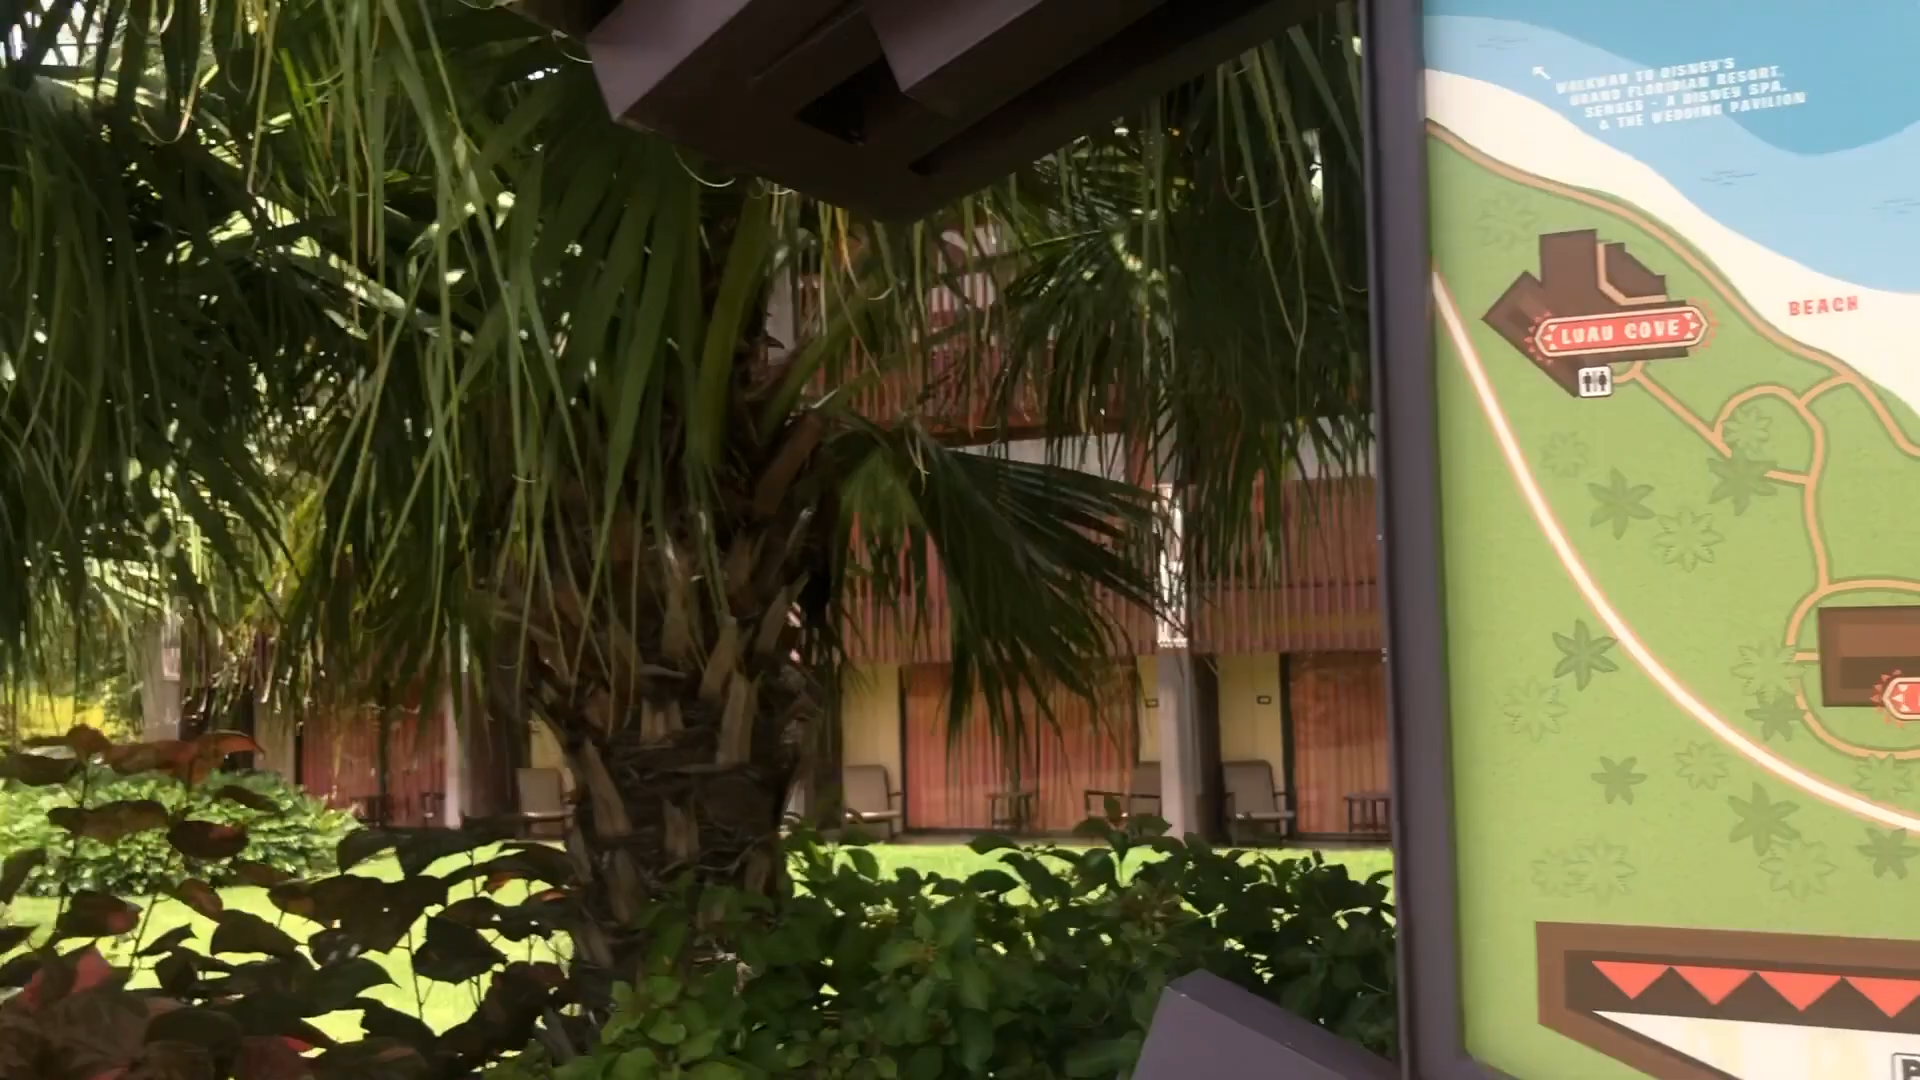 WALKWAY TO DISNEY'S
GRAND FLORIDIAN RESORT,
SENSES - A DISNEY SPA,
& THE WEDDING PAVILION
BEACH
LUAU COVE
P